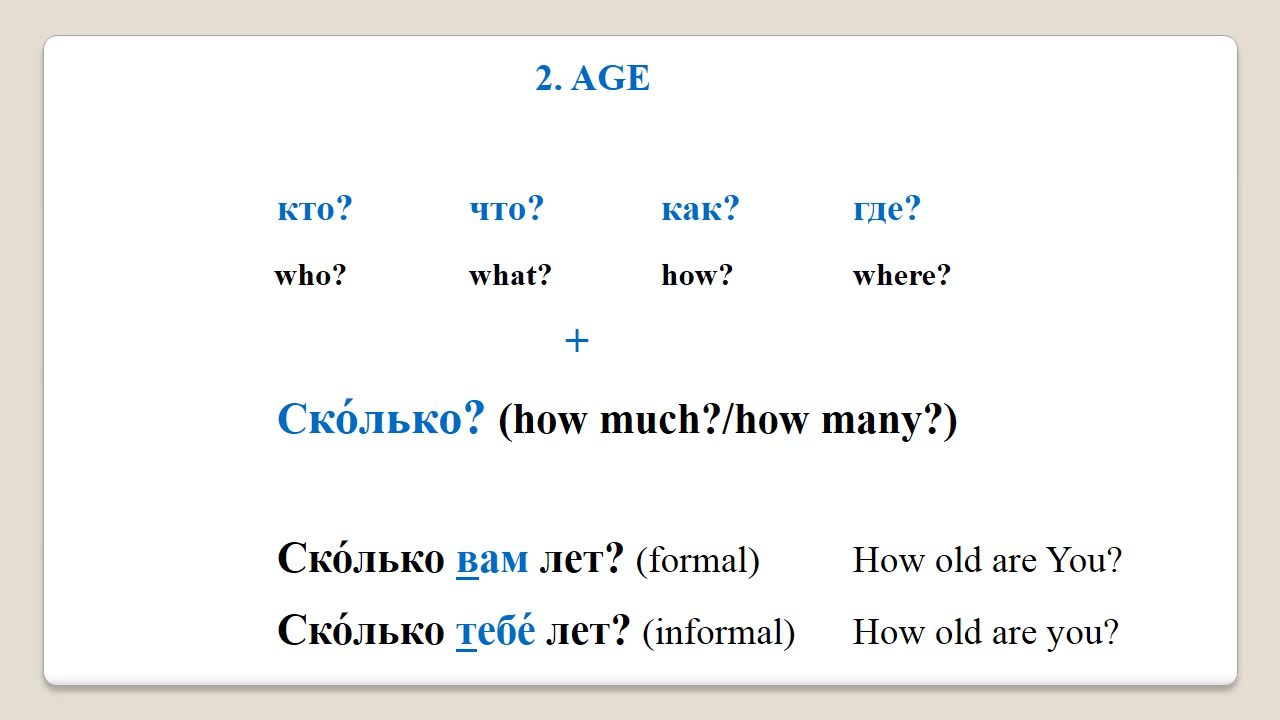 2. AGE
кто? что? как? где?
who? what? how? where?
+
Ско́лько? (how much?/how many?)
Ско́лько вам лет? (formal) How old are You?
Ско́лько тебе́ лет? (informal) How old are you?